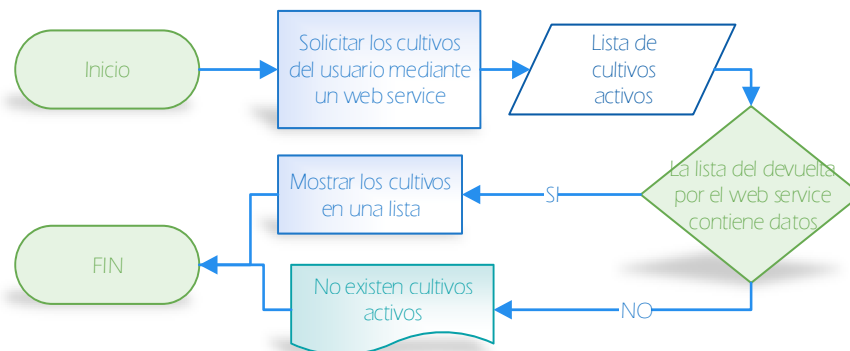 Inicio
Solicitar los cultivos
del usuario mediante
un web service
Lista de
cultivos
activos
La lista del devuelta
por el web service
contiene datos
SI
Mostrar los cultivos
en una lista
FIN
No existen cultivos
activos
NO